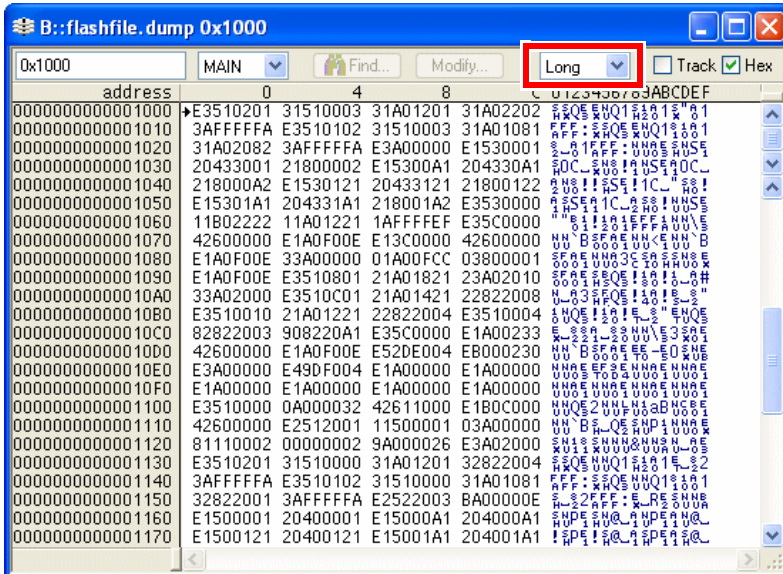 B::flashfile.dump 0x1000
0x1000 MAIN Find... Modify... Long Track Hex
address 0 4 8 C 0123456789ABCDEF
0000000000001000 E3510201 31510003 31A01201 31A02202
0000000000001010 3AFFFFFA E3510102 31510003 31A01081
0000000000001020 31A02082 3AFFFFFA E3A00000 E1530001
0000000000001030 20433001 21800002 E15300A1 204330A1
0000000000001040 218000A2 E1530121 20433121 21800122
0000000000001050 E15301A1 204331A1 218001A2 E3530000
0000000000001060 11B02222 11A01221 1AFFFFEF E35C0000
0000000000001070 42600000 E1A0F00E E13C0000 42600000
0000000000001080 E1A0F00E 33A00000 01A00FCC 03800001
0000000000001090 E1A0F00E E3510801 21A01821 23A02010
00000000000010A0 33A02000 E3510C01 21A01421 22822008
00000000000010B0 E3510010 21A01221 22822004 E3510004
00000000000010C0 82822003 908220A1 E35C0000 E1A00233
00000000000010D0 42600000 E1A0F00E E52DE004 EB000230
00000000000010E0 E3A00000 E49DF004 E1A00000 E1A00000
00000000000010F0 E1A00000 E1A00000 E1A00000 E1A00000
0000000000001100 E3510000 0A000032 42611000 E1B0C000
0000000000001110 42600000 E2512001 11500001 03A00000
0000000000001120 81110002 00000002 9A000026 E3A02000
0000000000001130 E3510201 31510000 31A01201 32822004
0000000000001140 3AFFFFFA E3510102 31510000 31A01081
0000000000001150 32822001 3AFFFFFA E2522003 BA00000E
0000000000001160 E1500001 20400001 E15000A1 204000A1
0000000000001170 E1500121 20400121 E15001A1 204001A1